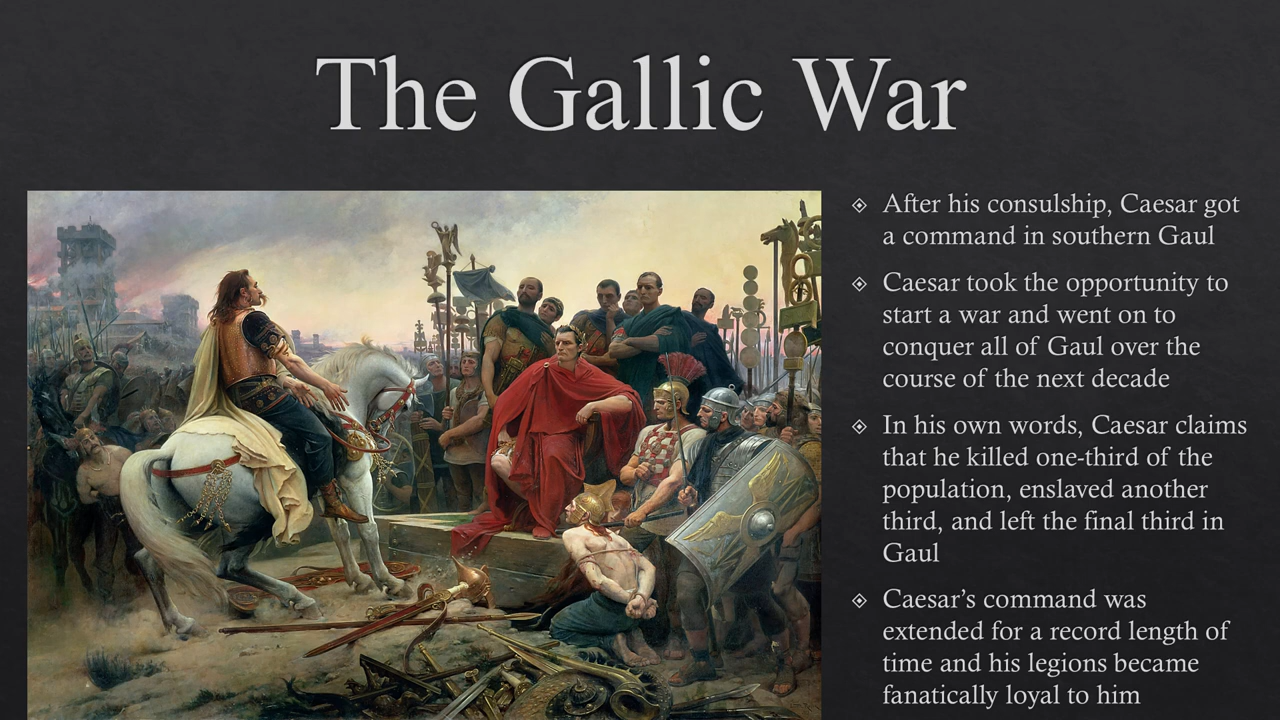 The Gallic War
After his consulship, Caesar got
a command in southern Gaul
Caesar took the opportunity to
start a war and went on to
conquer all of Gaul over the
course of the next decade
In his own words, Caesar claims
that he killed one-third of the
population, enslaved another
third, and left the final third in
Gaul
Caesar’s command was
extended for a record length of
time and his legions became
fanatically loyal to him